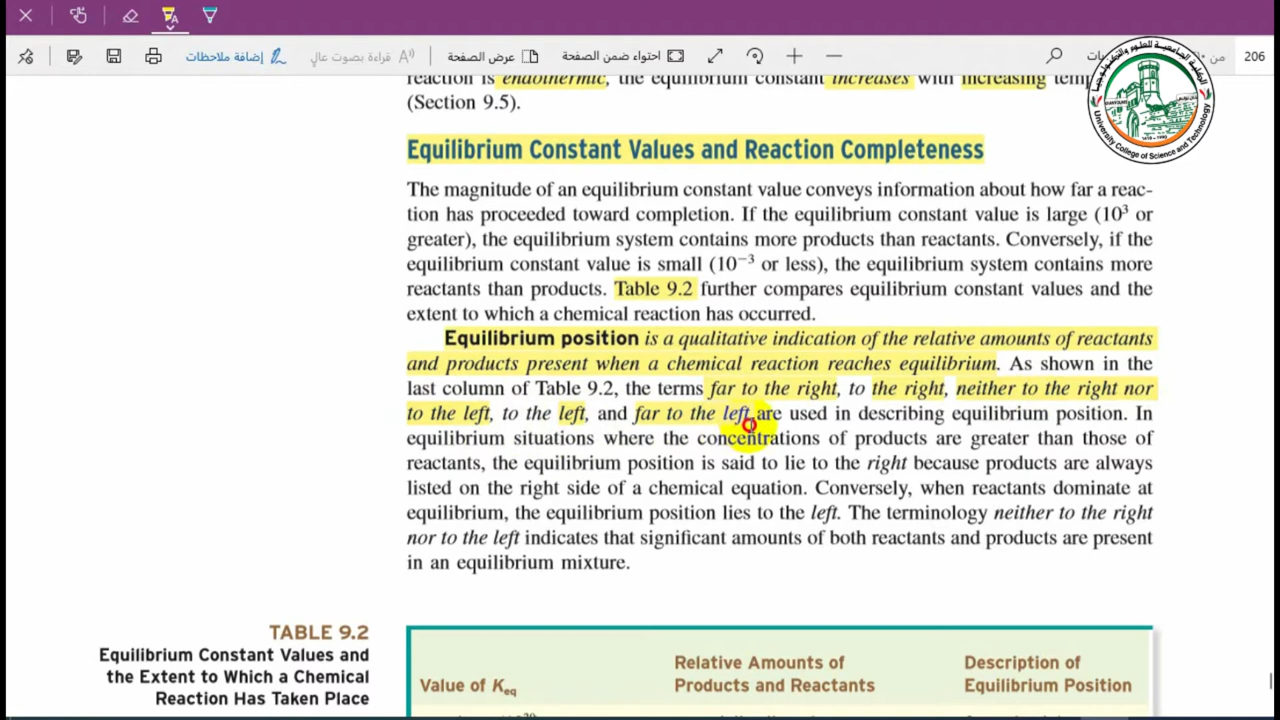 إضافة ملاحظات
قراءة بصوت عالٍ
عرض الصفحة
احتواء ضمن الصفحة
من
206
reaction is endothermic, the equilibrium constant increases with increasing
(Section 9.5).
الكلية الجامعية للعلوم والتكنولوجيا
University College of Science and Technology
Equilibrium Constant Values and Reaction Completeness
The magnitude of an equilibrium constant value conveys information about how far a reac-
tion has proceeded toward completion. If the equilibrium constant value is large (10³ or
greater), the equilibrium system contains more products than reactants. Conversely, if the
equilibrium constant value is small (10⁻³ or less), the equilibrium system contains more
reactants than products. Table 9.2 further compares equilibrium constant values and the
extent to which a chemical reaction has occurred.
Equilibrium position is a qualitative indication of the relative amounts of reactants
and products present when a chemical reaction reaches equilibrium. As shown in the
last column of Table 9.2, the terms far to the right, to the right, neither to the right nor
to the left, to the left, and far to the left are used in describing equilibrium position. In
equilibrium situations where the concentrations of products are greater than those of
reactants, the equilibrium position is said to lie to the right because products are always
listed on the right side of a chemical equation. Conversely, when reactants dominate at
equilibrium, the equilibrium position lies to the left. The terminology neither to the right
nor to the left indicates that significant amounts of both reactants and products are present
in an equilibrium mixture.
TABLE 9.2
Equilibrium Constant Values and
the Extent to Which a Chemical
Reaction Has Taken Place
Value of Keq
Relative Amounts of
Products and Reactants
Description of
Equilibrium Position